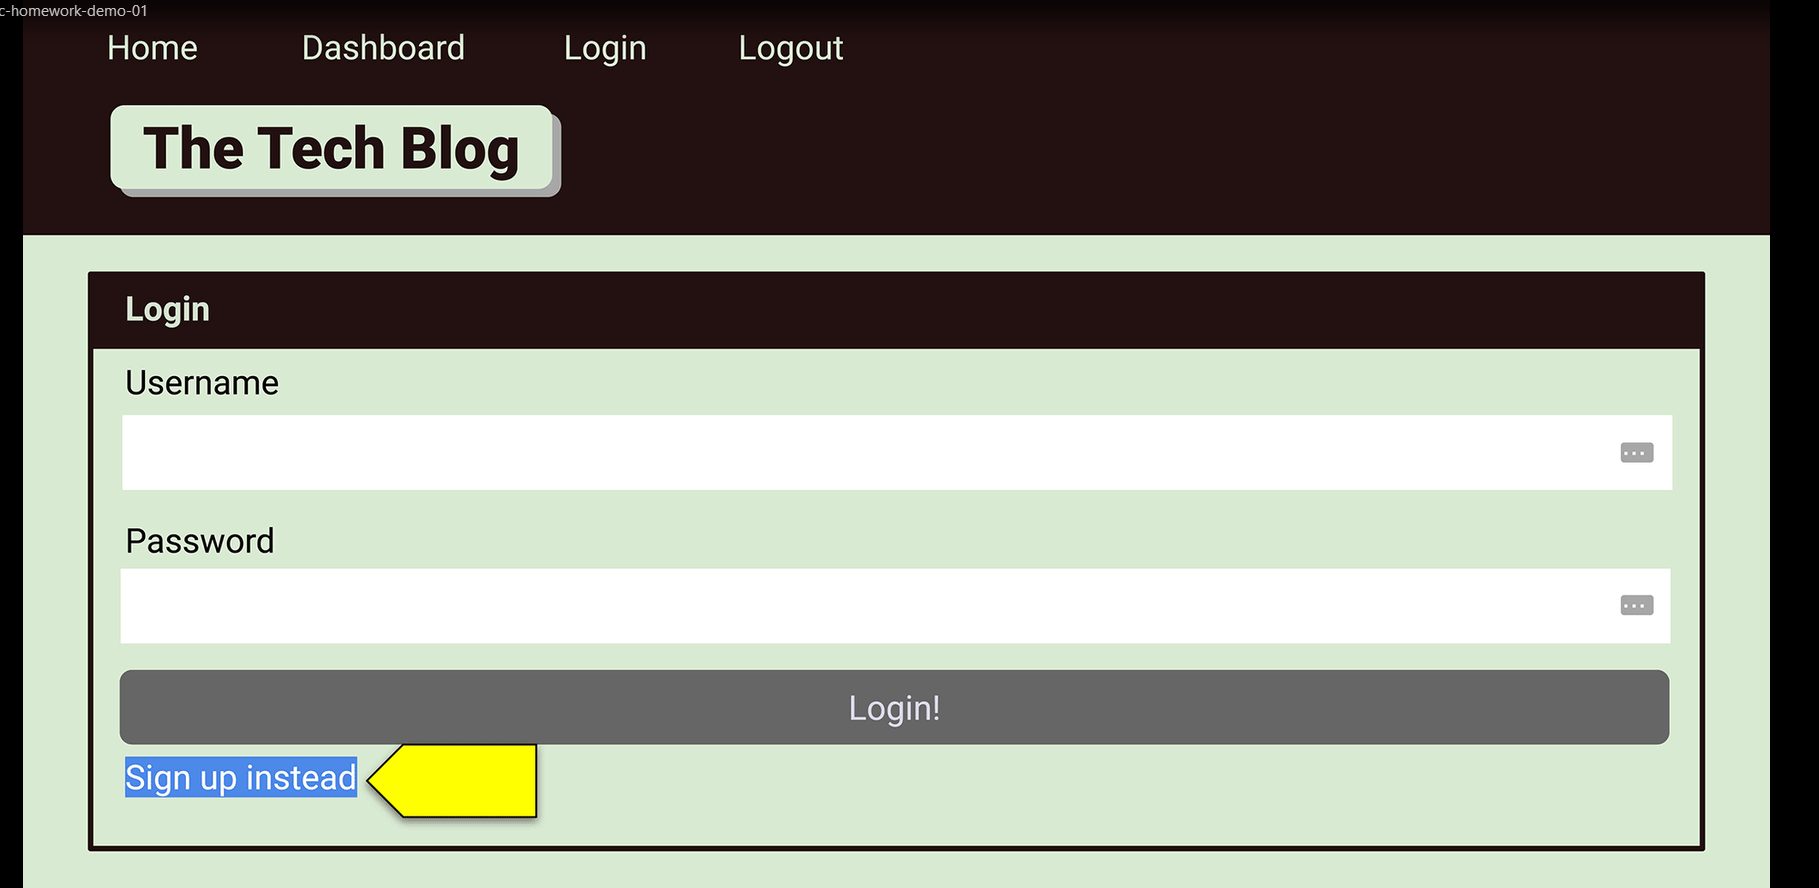 c-homework-demo-01
Home Dashboard Login Logout
The Tech Blog
Login
Username
Password
Login!
Sign up instead